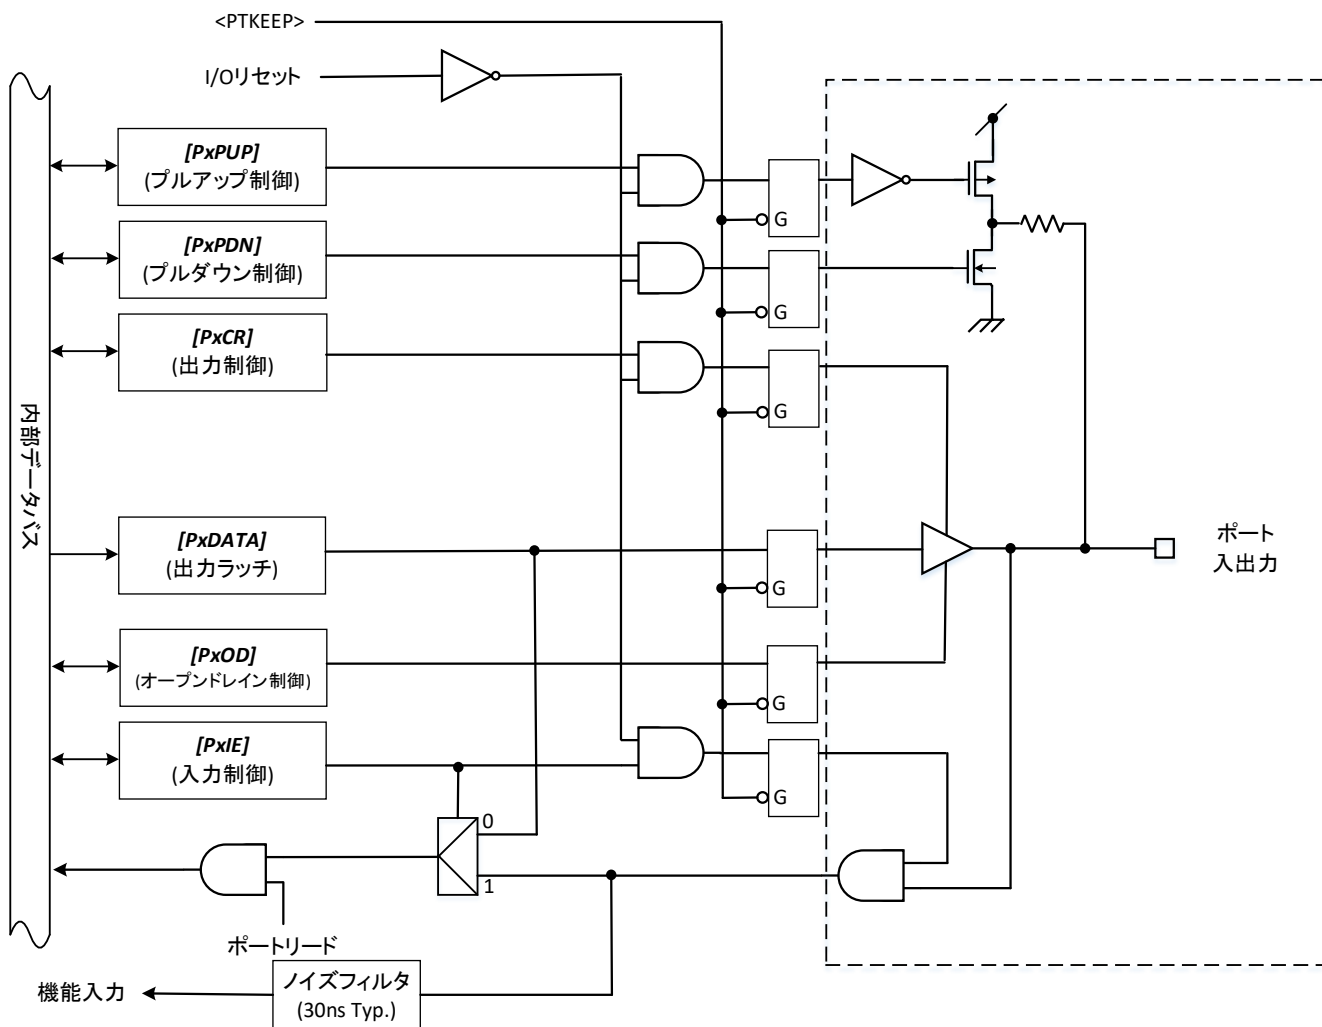 <PTKEEP>
I/Oリセット
[PxPUP]
(プルアップ制御)
G
[PxPDN]
(プルダウン制御)
G
[PxCR]
(出力制御)
G
内部データバス
[PxDATA]
(出力ラッチ)
G
ポート
入出力
[PxOD]
(オープンドレイン制御)
G
[PxIE]
(入力制御)
G
0
1
ポートリード
機能入力
ノイズフィルタ
(30ns Typ.)